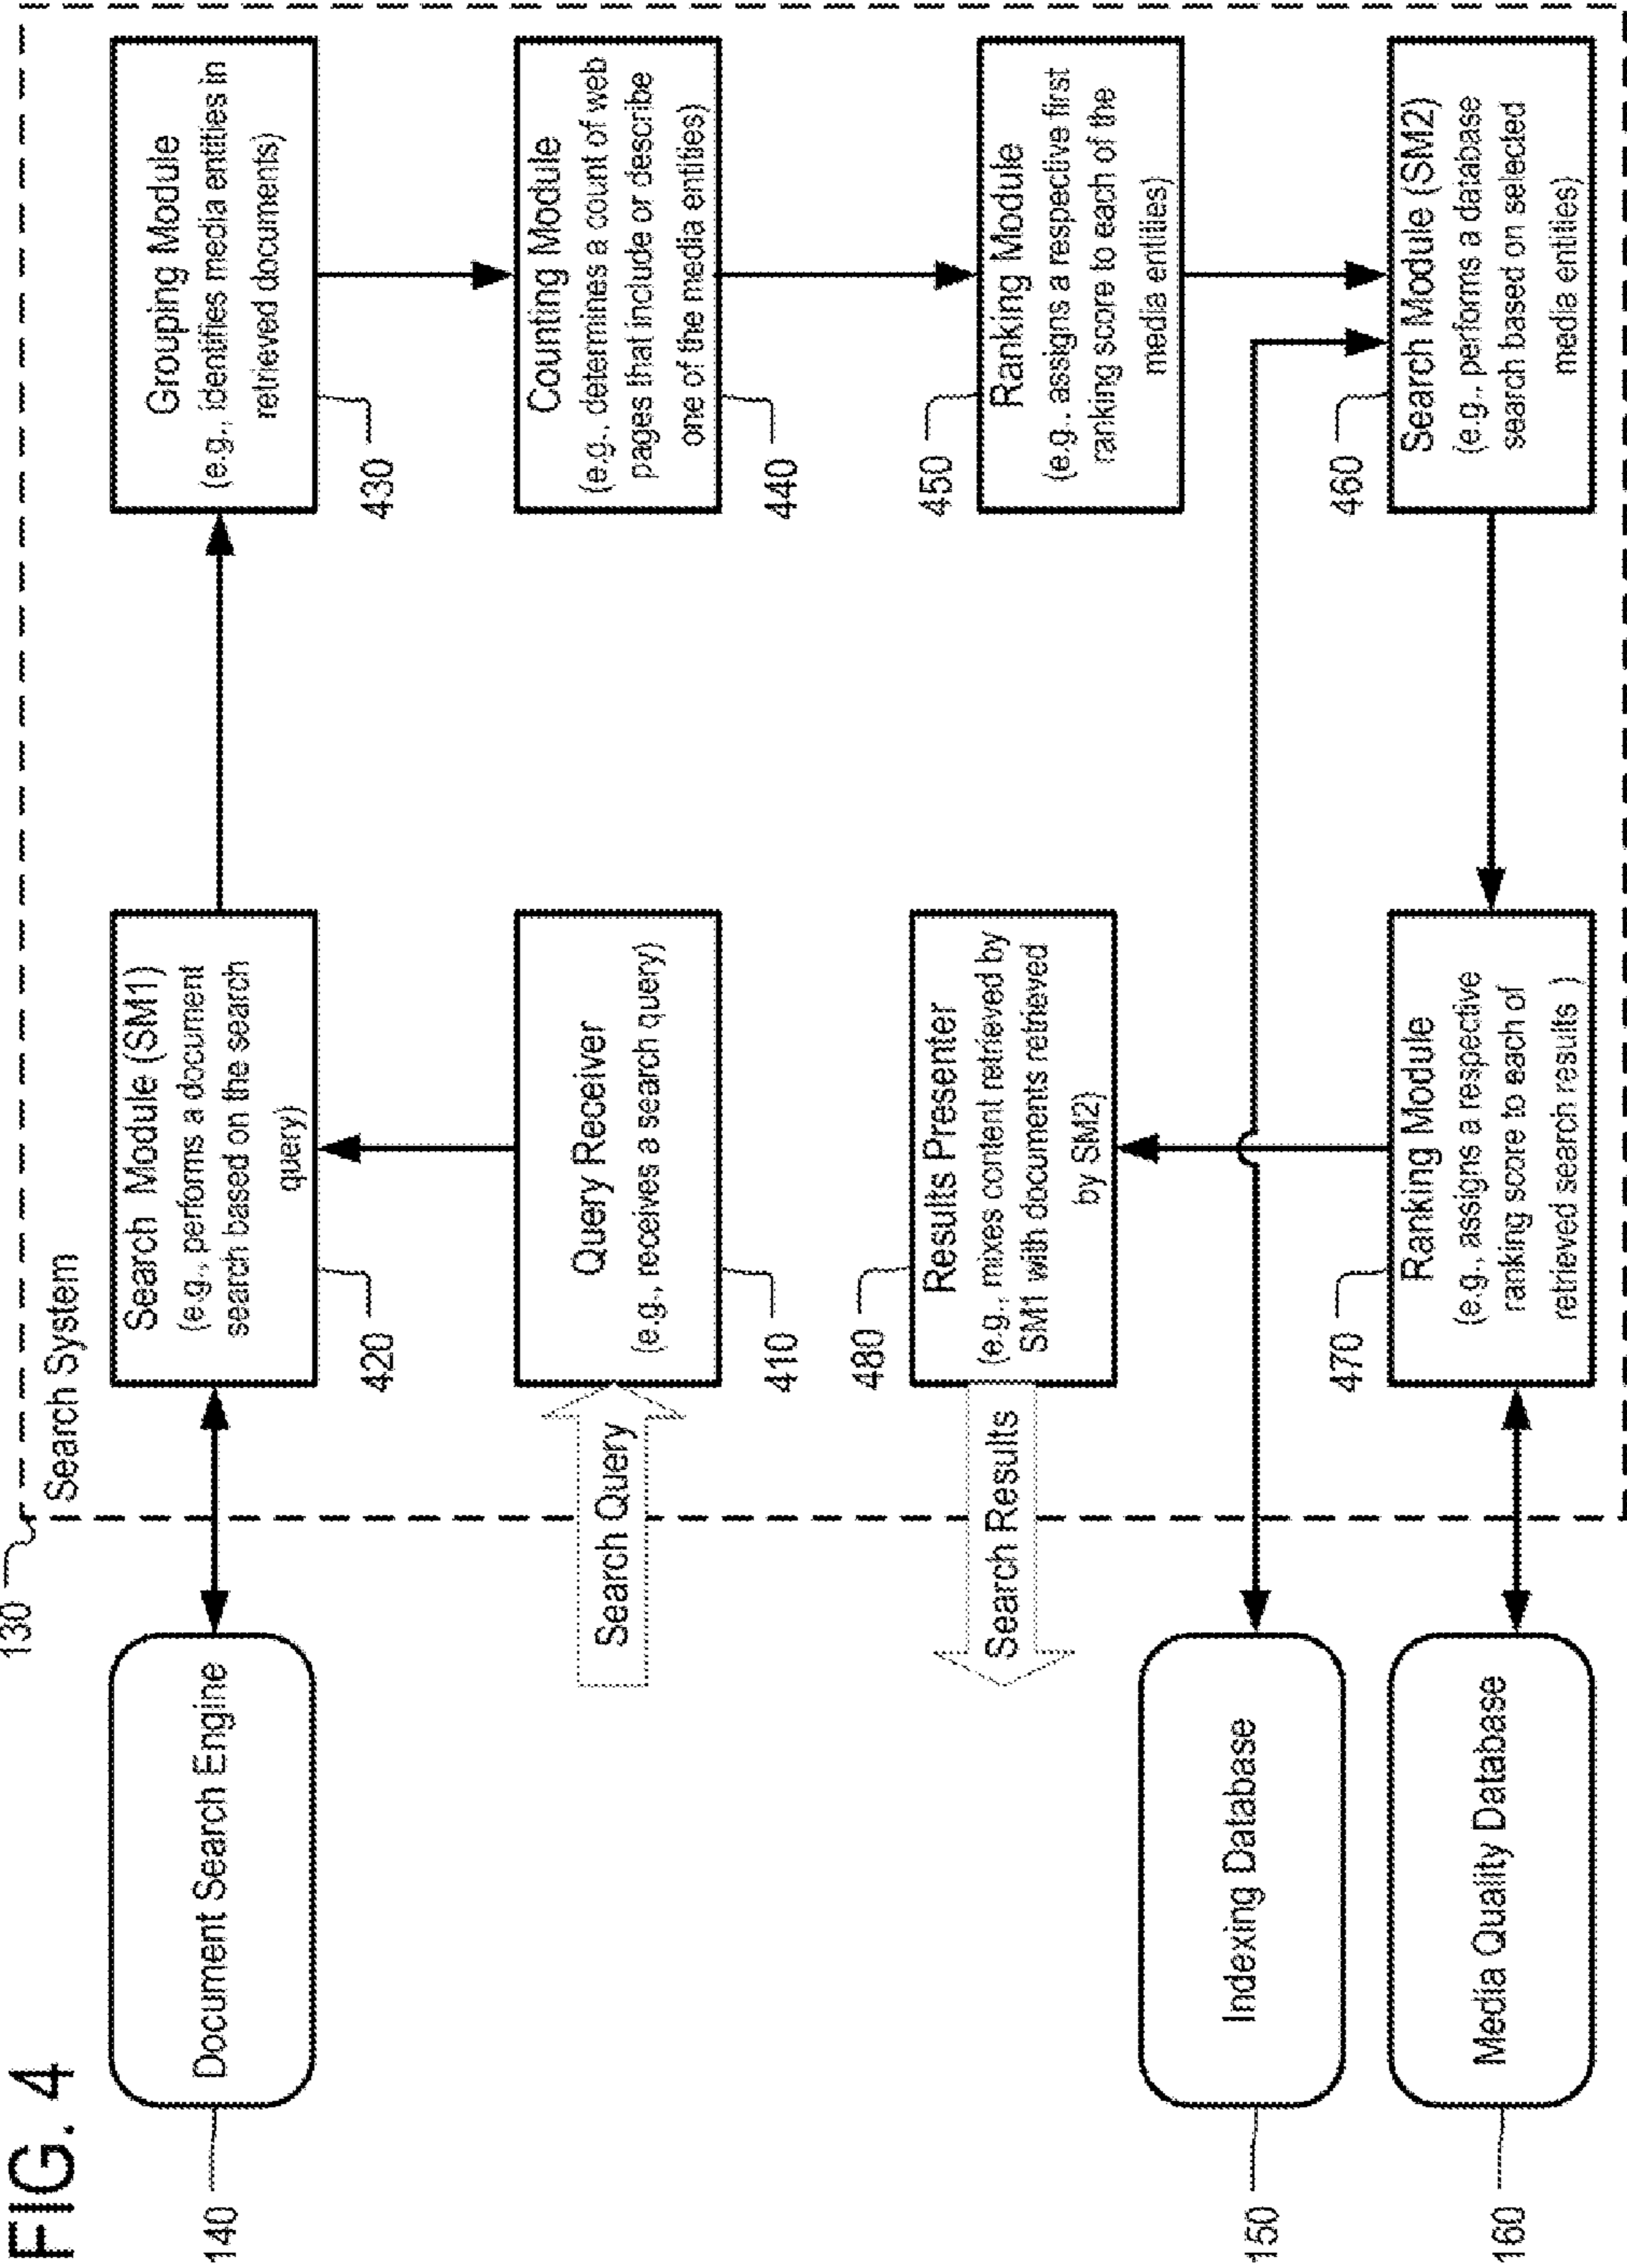 FIG. 4
130
Search System
140
Document Search Engine
Search Module (SM1)
(e.g., performs a document
search based on the search
query)
420
Grouping Module
(e.g., identifies media entities in
retrieved documents)
430
Search Query
Query Receiver
(e.g., receives a search query)
410
Counting Module
(e.g., determines a count of web
pages that include or describe
one of the media entities)
440
Search Results
480
Results Presenter
(e.g., mixes content retrieved by
SM1 with documents retrieved
by SM2)
450
Ranking Module
(e.g., assigns a respective first
ranking score to each of the
media entities)
150
Indexing Database
160
Media Quality Database
470
Ranking Module
(e.g., assigns a respective
ranking score to each of
retrieved search results )
460
Search Module (SM2)
(e.g., performs a database
search based on selected
media entities)